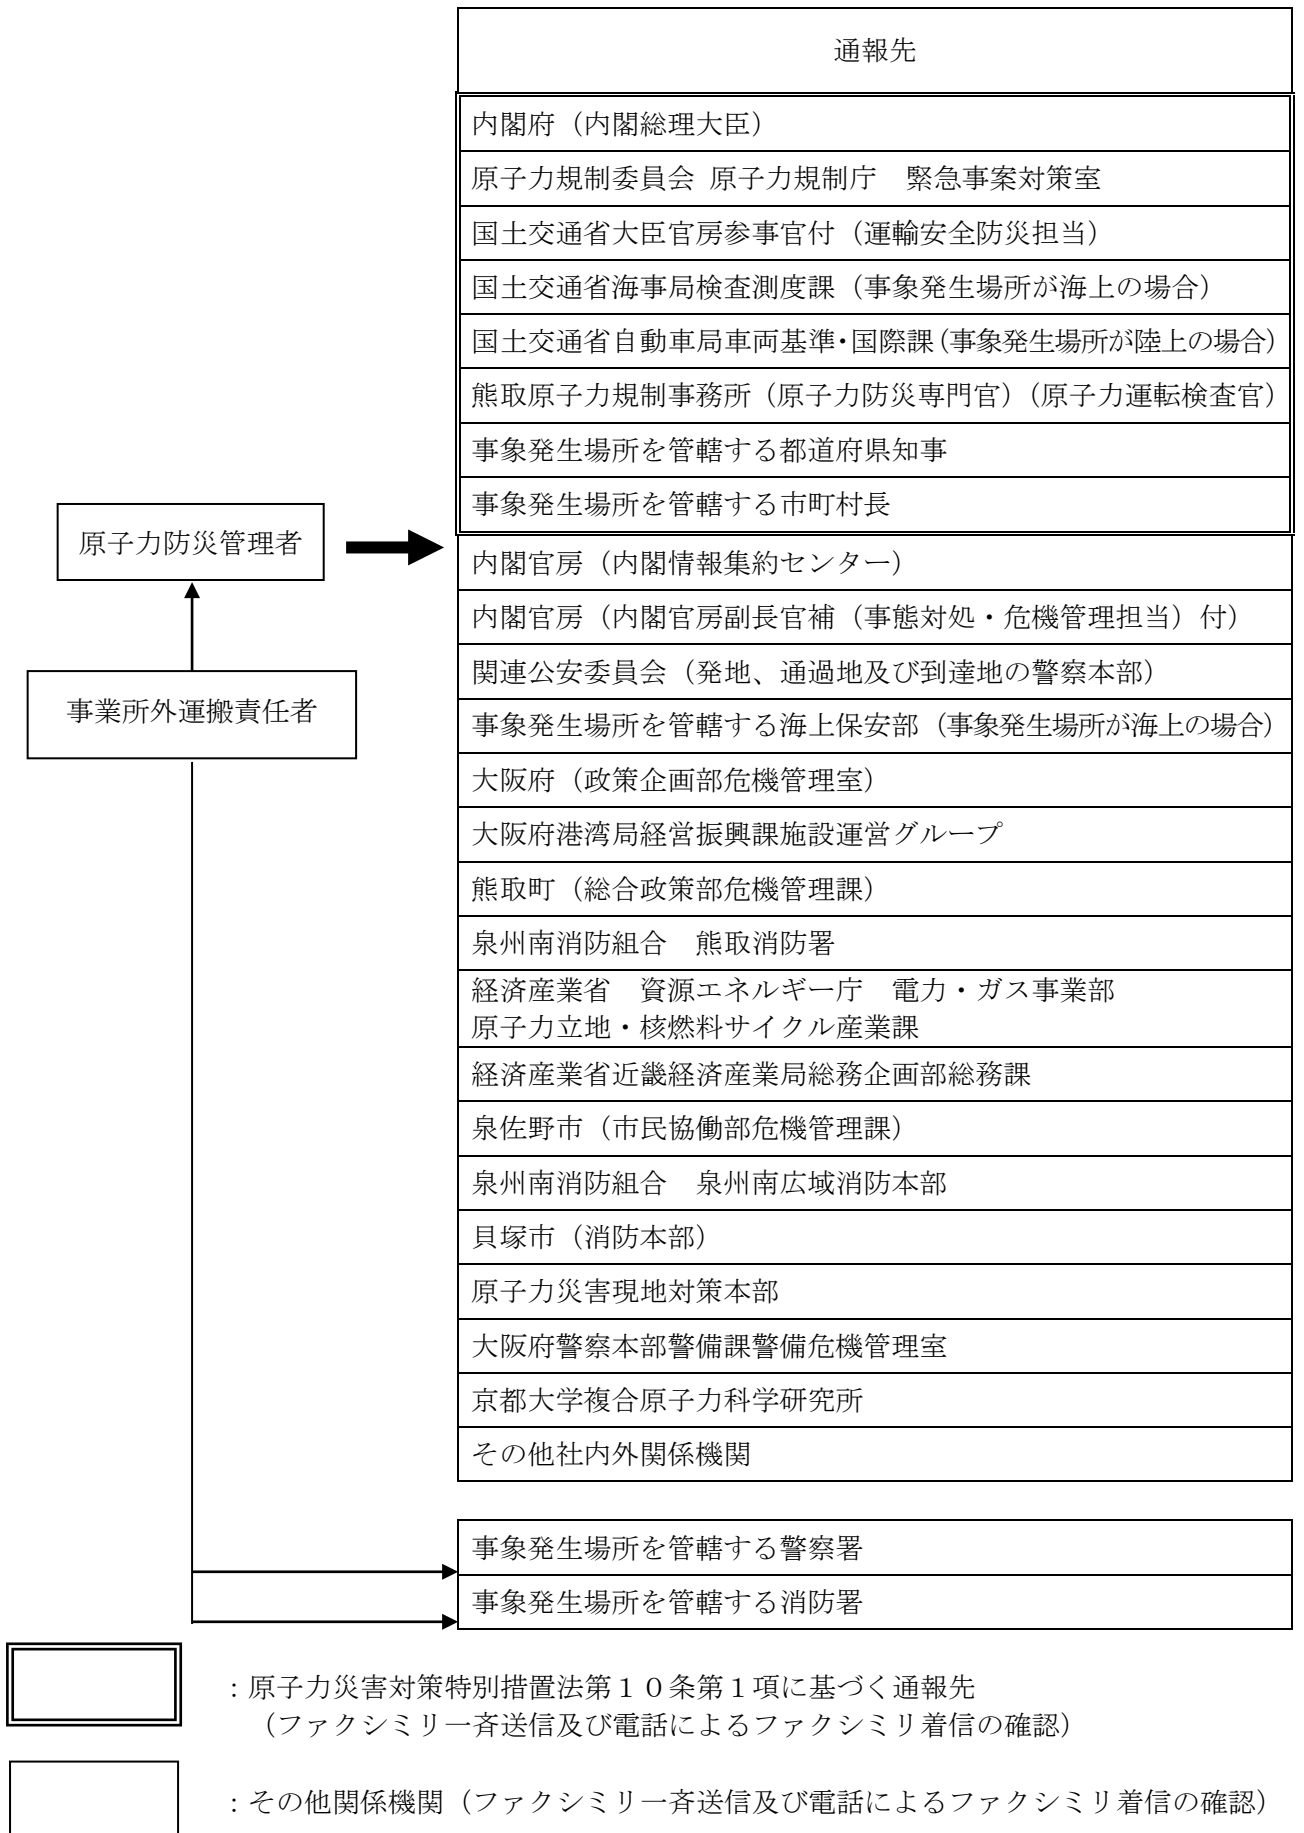 通報先
内閣府（内閣総理大臣）
原子力規制委員会 原子力規制庁　緊急事案対策室
国土交通省大臣官房参事官付（運輸安全防災担当）
国土交通省海事局検査測度課（事象発生場所が海上の場合）
国土交通省自動車局車両基準・国際課（事象発生場所が陸上の場合）
熊取原子力規制事務所（原子力防災専門官）（原子力運転検査官）
事象発生場所を管轄する都道府県知事
事象発生場所を管轄する市町村長
原子力防災管理者
事業所外運搬責任者
内閣官房（内閣情報集約センター）
内閣官房（内閣官房副長官補（事態対処・危機管理担当）付）
関連公安委員会（発地、通過地及び到達地の警察本部）
事象発生場所を管轄する海上保安部（事象発生場所が海上の場合）
大阪府（政策企画部危機管理室）
大阪府港湾局経営振興課施設運営グループ
熊取町（総合政策部危機管理課）
泉州南消防組合　熊取消防署
経済産業省　資源エネルギー庁　電力・ガス事業部
原子力立地・核燃料サイクル産業課
経済産業省近畿経済産業局総務企画部総務課
泉佐野市（市民協働部危機管理課）
泉州南消防組合　泉州南広域消防本部
貝塚市（消防本部）
原子力災害現地対策本部
大阪府警察本部警備課警備危機管理室
京都大学複合原子力科学研究所
その他社内外関係機関
事象発生場所を管轄する警察署
事象発生場所を管轄する消防署
：原子力災害対策特別措置法第１０条第１項に基づく通報先
（ファクシミリ一斉送信及び電話によるファクシミリ着信の確認）
：その他関係機関（ファクシミリ一斉送信及び電話によるファクシミリ着信の確認）